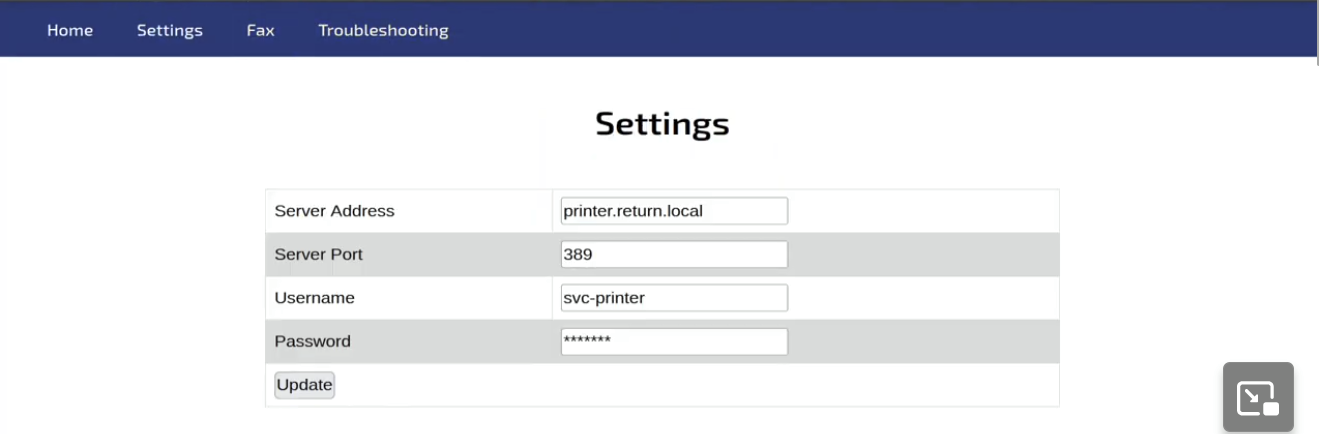 Home Settings Fax Troubleshooting
Settings
Server Address printer.return.local
Server Port 389
Username svc-printer
Password *******
Update